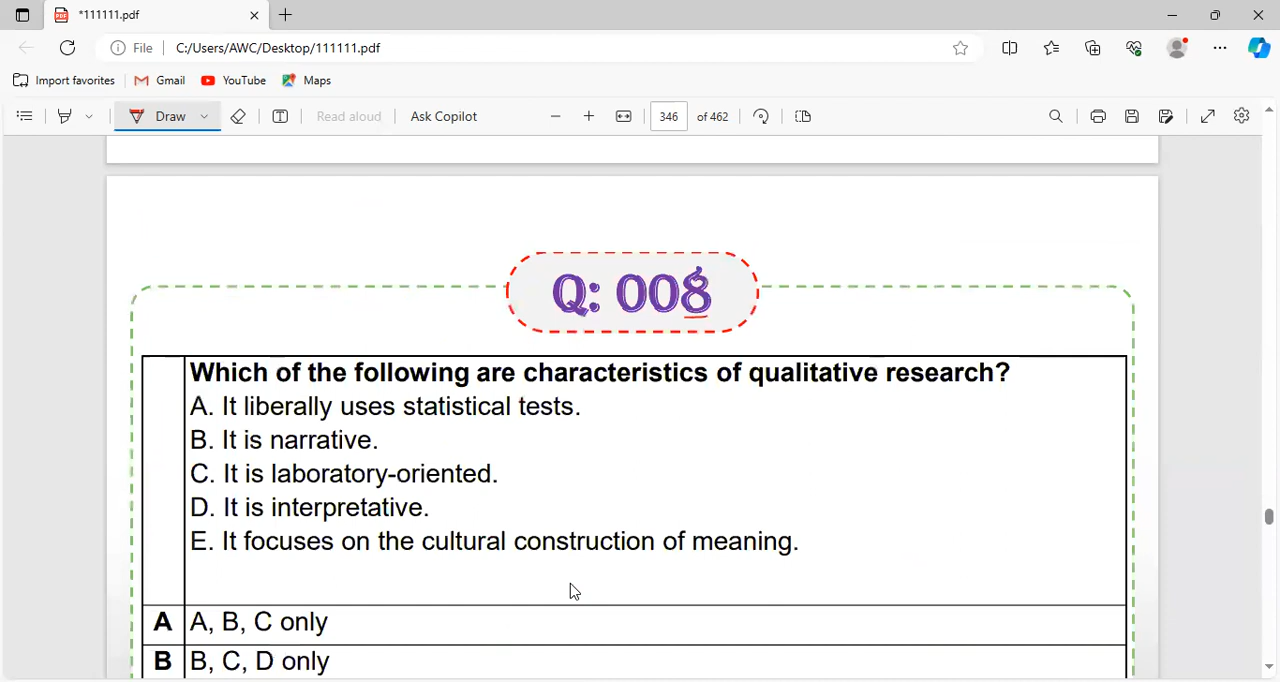 *111111.pdf
File C:/Users/AWC/Desktop/111111.pdf
Import favorites Gmail YouTube Maps
Draw Read aloud Ask Copilot 346 of 462
Q: 008
Which of the following are characteristics of qualitative research?
A. It liberally uses statistical tests.
B. It is narrative.
C. It is laboratory-oriented.
D. It is interpretative.
E. It focuses on the cultural construction of meaning.
A A, B, C only
B B, C, D only